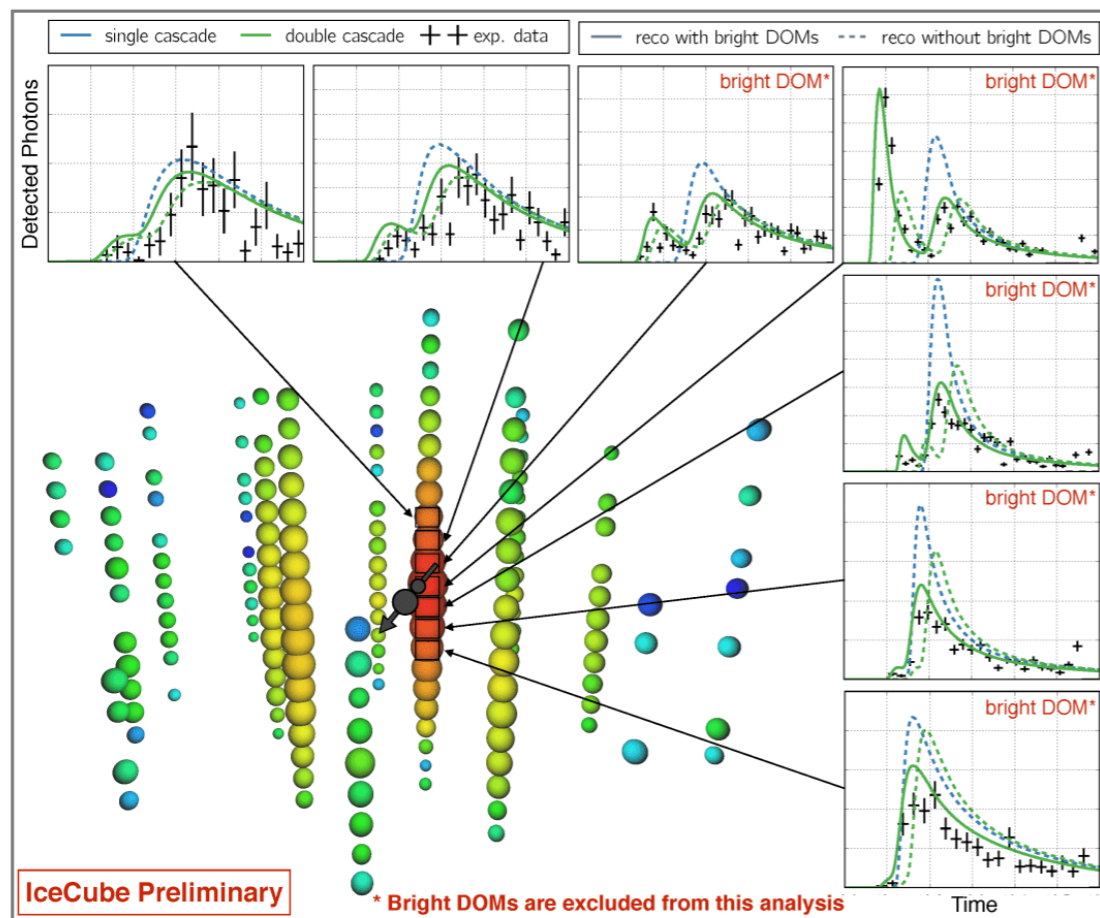 single cascade double cascade exp. data
reco with bright DOMs reco without bright DOMs
Detected Photons
bright DOM*
bright DOM*
bright DOM*
bright DOM*
bright DOM*
IceCube Preliminary
* Bright DOMs are excluded from this analysis
Time